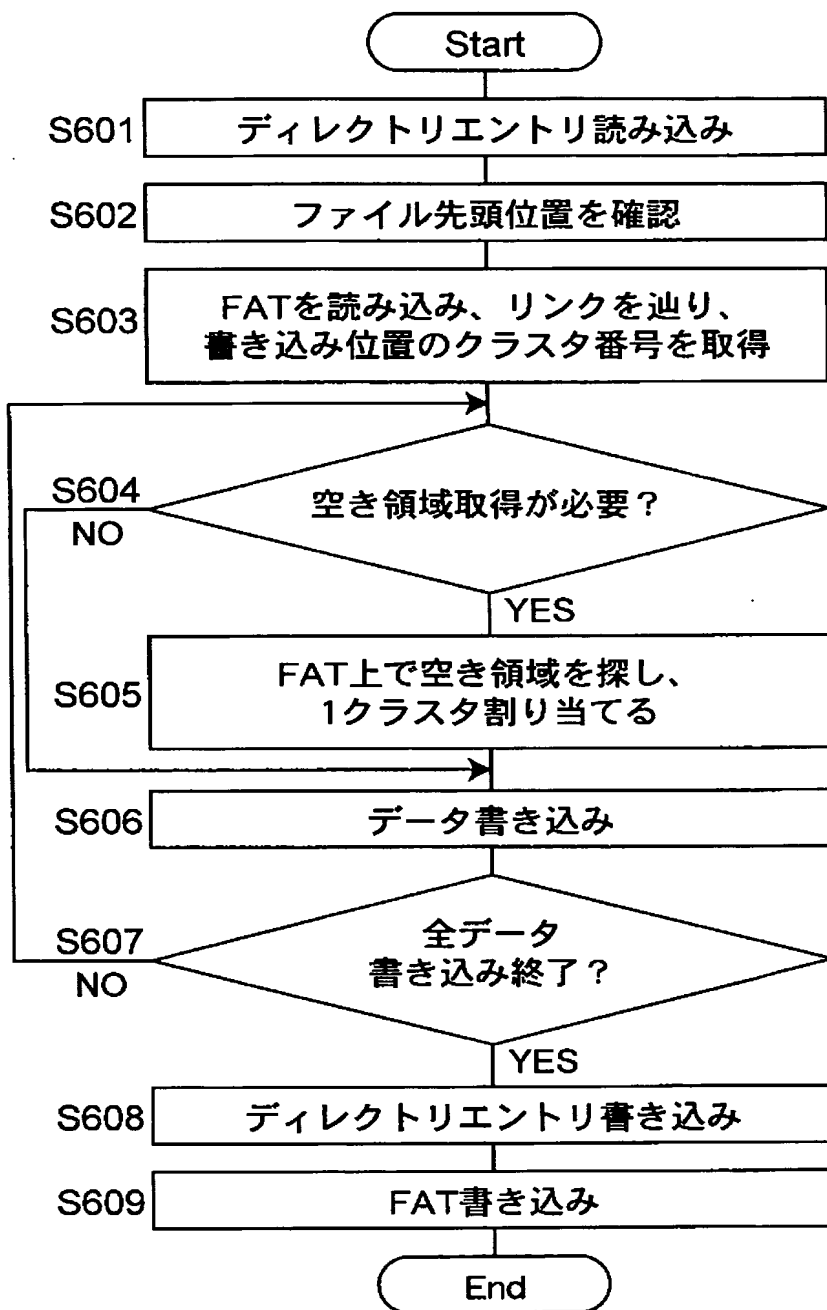 Start
S601
ディレクトリエントリ読み込み
S602
ファイル先頭位置を確認
S603
FATを読み込み、リンクを辿り、
書き込み位置のクラスタ番号を取得
S604
NO
空き領域取得が必要？
YES
S605
FAT上で空き領域を探し、
1クラスタ割り当てる
S606
データ書き込み
S607
NO
全データ
書き込み終了？
YES
S608
ディレクトリエントリ書き込み
S609
FAT書き込み
End